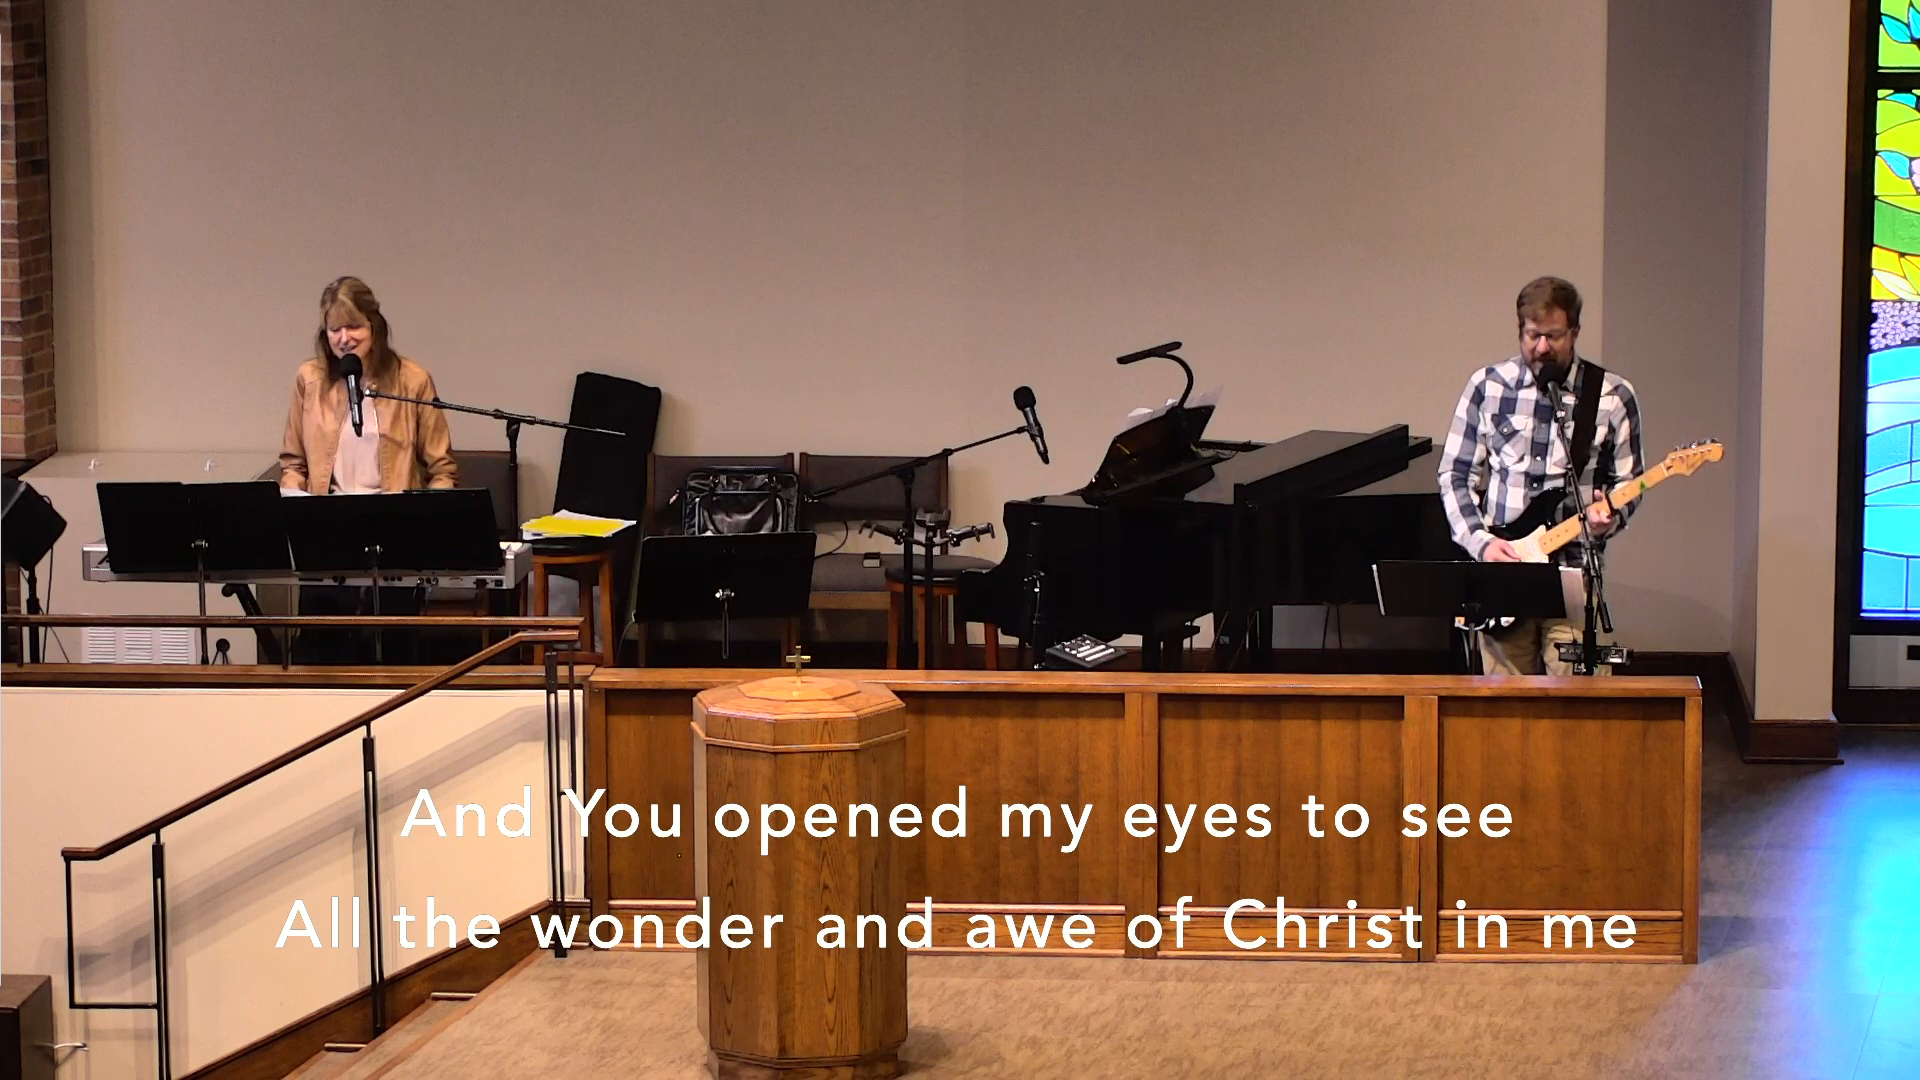 And You opened my eyes to see
All the wonder and awe of Christ in me